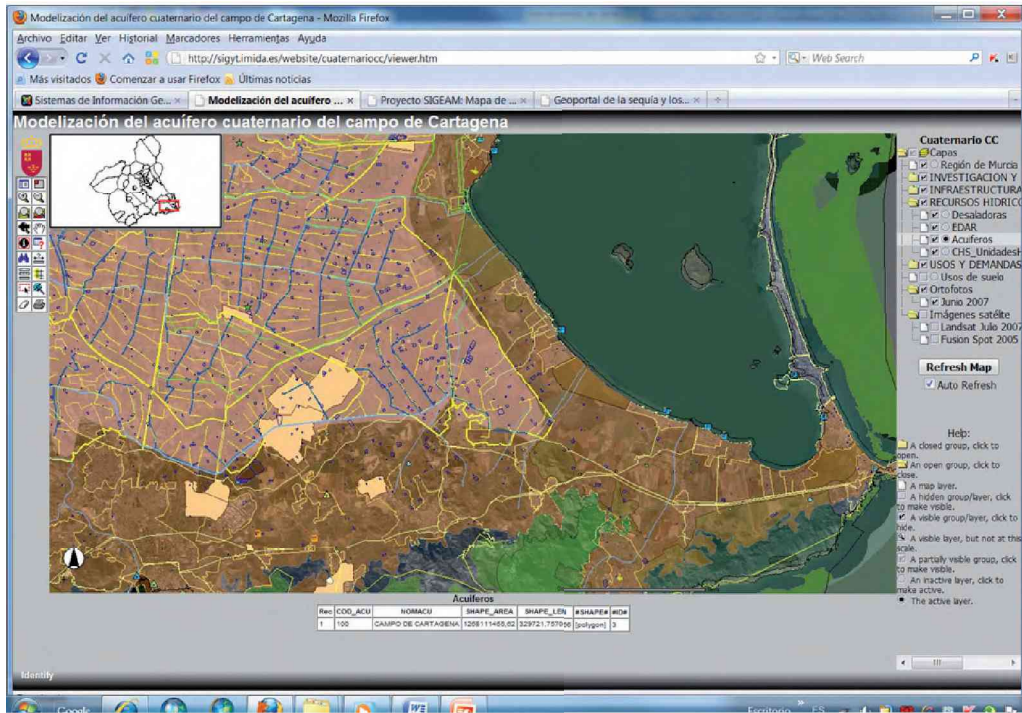 Modelización del acuífero cuaternario del campo de Cartagena - Mozilla Firefox
Archivo Editar Ver Historial Marcadores Herramientas Ayuda
http://sigyt.imida.es/website/cuaternariocc/viewer.htm
Web Search
Más visitados Comenzar a usar Firefox Últimas noticias
Sistemas de Información Ge...
Modelización del acuífero ...
Proyecto SIGEAM: Mapa de ...
Geoportal de la sequía y los...
Modelización del acuífero cuaternario del campo de Cartagena
Cuaternario CC
Capas
Región de Murcia
INVESTIGACION Y
INFRAESTRUCTURA
RECURSOS HIDRICO
Desaladoras
EDAR
Acuiferos
CHS_UnidadesH
USOS Y DEMANDAS
Usos de suelo
Ortofotos
Junio 2007
Imágenes satélite
Landsat Julo 2007
Fusion Spot 2005
Refresh Map
Auto Refresh
Help:
A closed group, click to
open.
An open group, click to
close.
A map layer.
A hidden group/layer, click
to make visible.
A visible group/layer, click to
hide.
A visible layer, but not at this
scale.
A partially visible group, click
to make visible.
An inactive layer, click to
make active.
The active layer.
Acuiferos
Rec COD_ACU NOMACU SHAPE_AREA SHAPE_LEN #SHAPE# #ID#
1 100 CAMPO DE CARTAGENA 1268111468,62 329721,757056 [polygon] 3
Identify
Google
Escritorio
ES